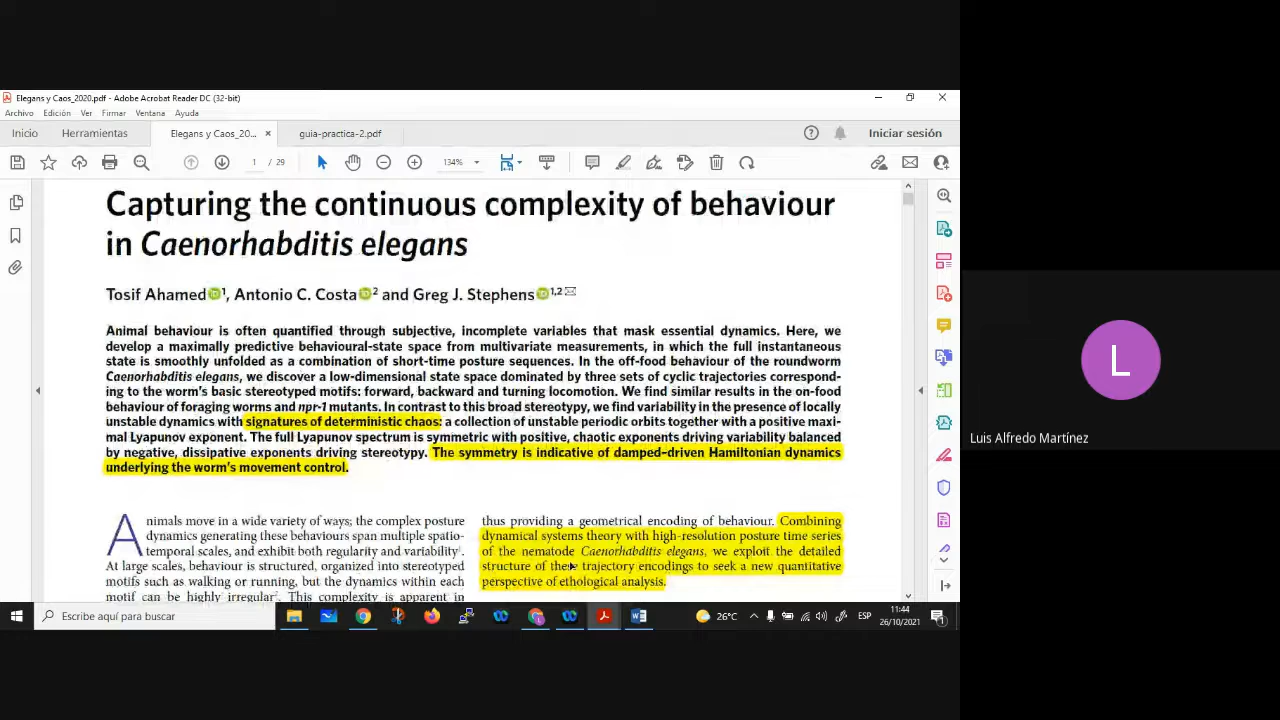 Elegans y Caos_2020.pdf - Adobe Acrobat Reader DC (32-bit)
Archivo Edición Ver Firmar Ventana Ayuda
Inicio Herramientas Elegans y Caos_20... × guia-practica-2.pdf Iniciar sesión
1 / 29 134%
Capturing the continuous complexity of behaviour
in Caenorhabditis elegans
Tosif Ahamed iD 1, Antonio C. Costa iD 2 and Greg J. Stephens iD 1,2
Animal behaviour is often quantified through subjective, incomplete variables that mask essential dynamics. Here, we
develop a maximally predictive behavioural-state space from multivariate measurements, in which the full instantaneous
state is smoothly unfolded as a combination of short-time posture sequences. In the off-food behaviour of the roundworm
Caenorhabditis elegans, we discover a low-dimensional state space dominated by three sets of cyclic trajectories correspond-
ing to the worm's basic stereotyped motifs: forward, backward and turning locomotion. We find similar results in the on-food
behaviour of foraging worms and npr-1 mutants. In contrast to this broad stereotypy, we find variability in the presence of locally
unstable dynamics with signatures of deterministic chaos: a collection of unstable periodic orbits together with a positive maxi-
mal Lyapunov exponent. The full Lyapunov spectrum is symmetric with positive, chaotic exponents driving variability balanced
by negative, dissipative exponents driving stereotypy. The symmetry is indicative of damped–driven Hamiltonian dynamics
underlying the worm's movement control.
Animals move in a wide variety of ways; the complex posture
dynamics generating these behaviours span multiple spatio-
temporal scales, and exhibit both regularity and variability1.
At large scales, behaviour is structured, organized into stereotyped
motifs such as walking or running, but the dynamics within each
motif can be highly irregular2. This complexity is apparent in
thus providing a geometrical encoding of behaviour. Combining
dynamical systems theory with high-resolution posture time series
of the nematode Caenorhabditis elegans, we exploit the detailed
structure of these trajectory encodings to seek a new quantitative
perspective of ethological analysis.
L
Luis Alfredo Martínez
Escribe aquí para buscar
26°C ESP
11:44
26/10/2021
1